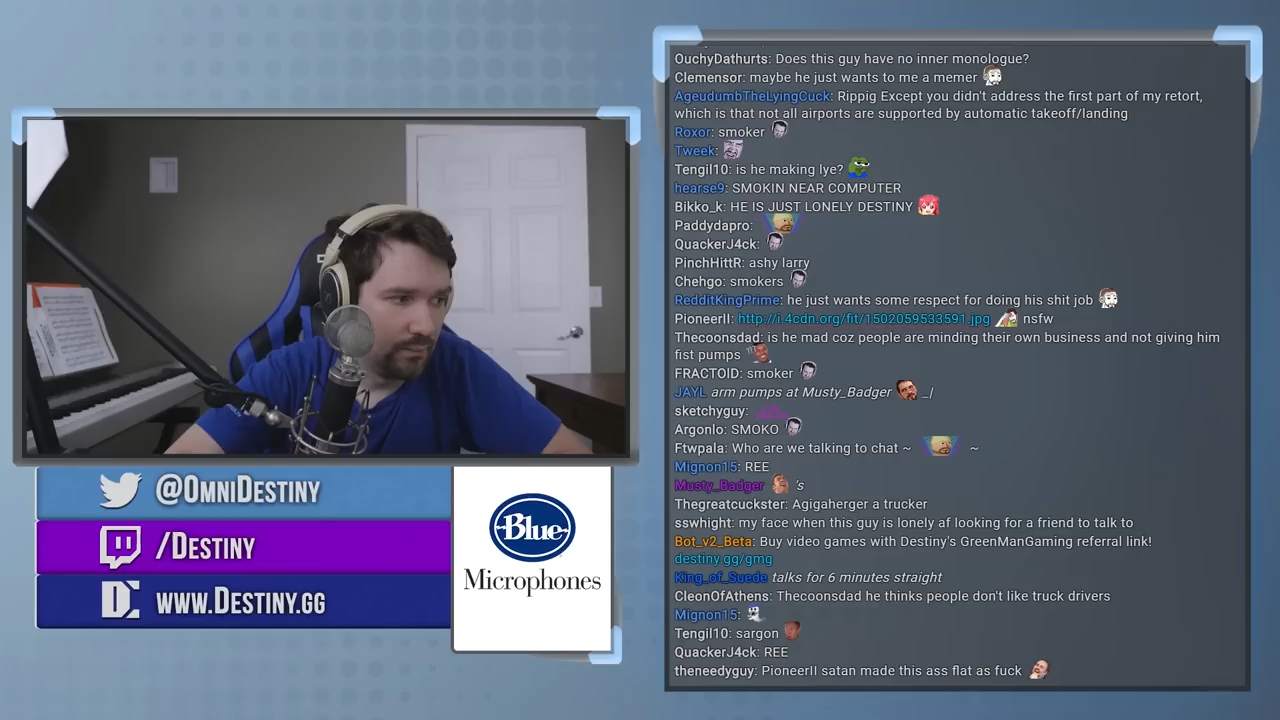 OuchyDathurts: Does this guy have no inner monologue?
Clemensor: maybe he just wants to me a memer
AgeudumbTheLyingCuck: Rippig Except you didn't address the first part of my retort,
which is that not all airports are supported by automatic takeoff/landing
Roxor: smoker
Tweek:
Tengil10: is he making lye?
hearse9: SMOKIN NEAR COMPUTER
Bikko_k: HE IS JUST LONELY DESTINY
Paddydapro:
QuackerJ4ck:
PinchHittR: ashy larry
Chehgo: smokers
RedditKingPrime: he just wants some respect for doing his shit job
PioneerII: http://i.4cdn.org/fit/1502059533591.jpg nsfw
Thecoonsdad: is he mad coz people are minding their own business and not giving him
fist pumps
FRACTOID: smoker
JAYL arm pumps at Musty_Badger _/
sketchyguy:
Argonlo: SMOKO
Ftwpala: Who are we talking to chat ~ ~
Mignon15: REE
Musty_Badger 's
Thegreatcuckster: Agigaherger a trucker
sswhight: my face when this guy is lonely af looking for a friend to talk to
Bot_v2_Beta: Buy video games with Destiny's GreenManGaming referral link!
destiny.gg/gmg
King_of_Suede talks for 6 minutes straight
CleonOfAthens: Thecoonsdad he thinks people don't like truck drivers
Mignon15:
Tengil10: sargon
QuackerJ4ck: REE
theneedyguy: PioneerII satan made this ass flat as fuck
@OmniDestiny
/Destiny
www.Destiny.gg
Blue
Microphones